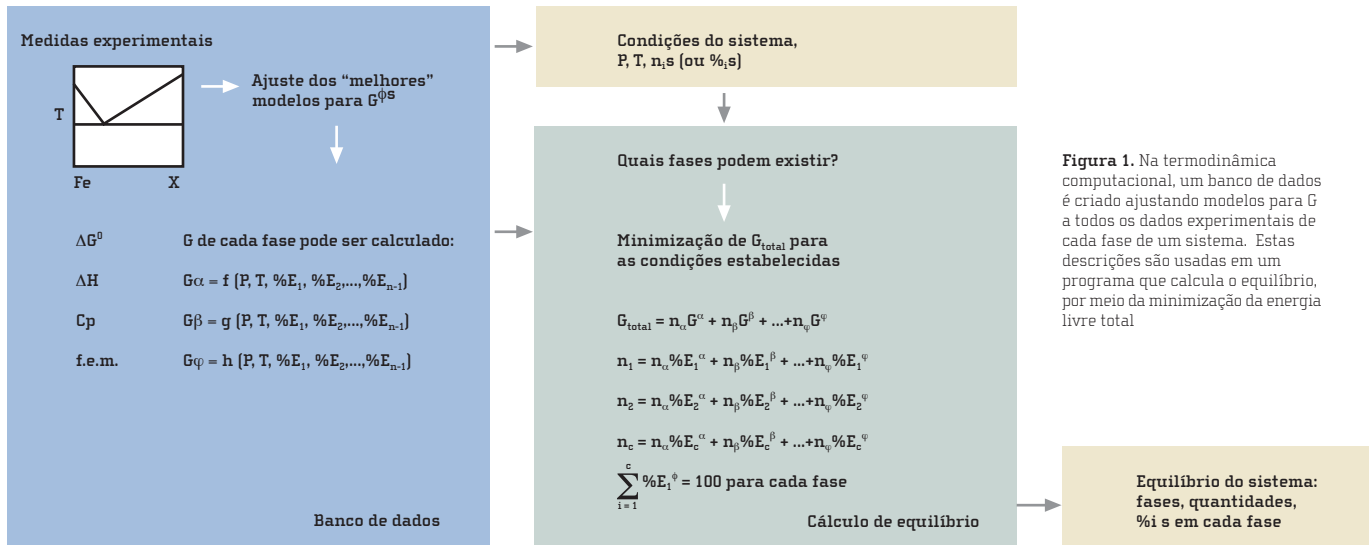 Medidas experimentais
T
Fe X
Ajuste dos “melhores”
modelos para G^ϕs
ΔG⁰ G de cada fase pode ser calculado:
ΔH Gα = f (P, T, %E₁, %E₂,...,%Eₙ₋₁)
Cp Gβ = g (P, T, %E₁, %E₂,...,%Eₙ₋₁)
f.e.m. Gφ = h (P, T, %E₁, %E₂,...,%Eₙ₋₁)
Banco de dados
Condições do sistema,
P, T, nᵢs (ou %ᵢs)
Quais fases podem existir?
Minimização de G_total para
as condições estabelecidas
G_total = n_α G^α + n_β G^β + ...+n_φ G^φ
n₁ = n_α %E₁^α + n_β %E₁^β + ...+n_φ %E₁^φ
n₂ = n_α %E₂^α + n_β %E₂^β + ...+n_φ %E₂^φ
n_c = n_α %E_c^α + n_β %E_c^β + ...+n_φ %E_c^φ
c
∑ %E₁^ϕ = 100 para cada fase
i = 1
Cálculo de equilíbrio
Equilíbrio do sistema:
fases, quantidades,
%i s em cada fase
Figura 1. Na termodinâmica
computacional, um banco de dados
é criado ajustando modelos para G
a todos os dados experimentais de
cada fase de um sistema. Estas
descrições são usadas em um
programa que calcula o equilíbrio,
por meio da minimização da energia
livre total